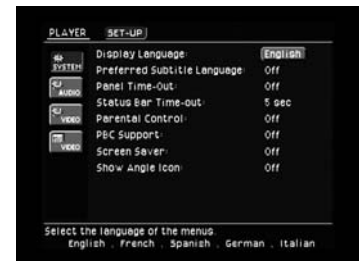 PLAYER SET-UP
SYSTEM
AUDIO
VIDEO
VIDEO
Display Language: English
Preferred Subtitle Language: Off
Panel Time-Out: Off
Status Bar Time-out: 5 sec
Parental Control: Off
PBC Support: Off
Screen Saver: Off
Show Angle Icon: Off
Select the language of the menus.
English , French , Spanish , German , Italian